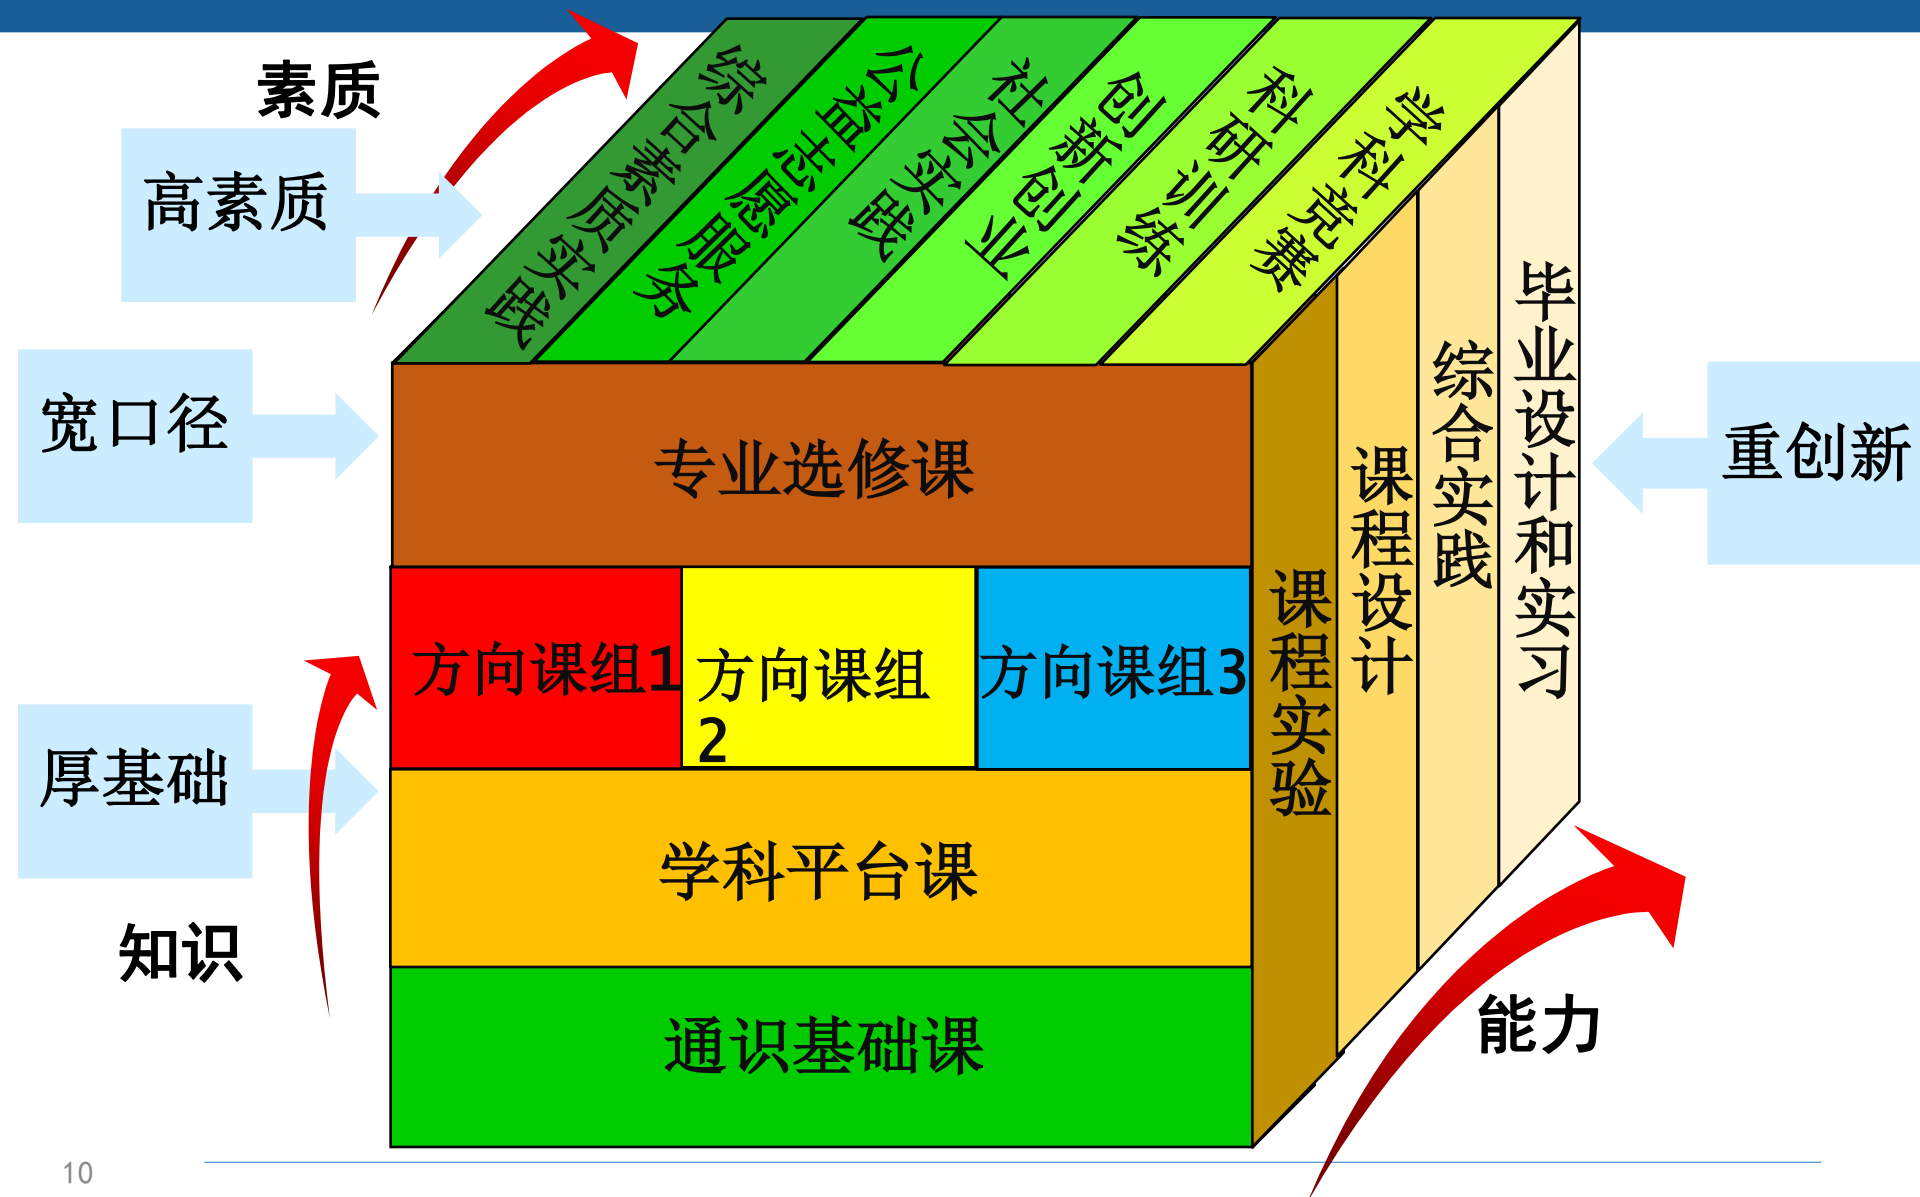 素质
高素质
宽口径
厚基础
知识
综合素质实践
公益志愿服务
社会实践
创新创业
科研训练
学科竞赛
专业选修课
方向课组1
方向课组
2
方向课组3
学科平台课
通识基础课
课程实验
课程设计
综合实践
毕业设计和实习
重创新
能力
10